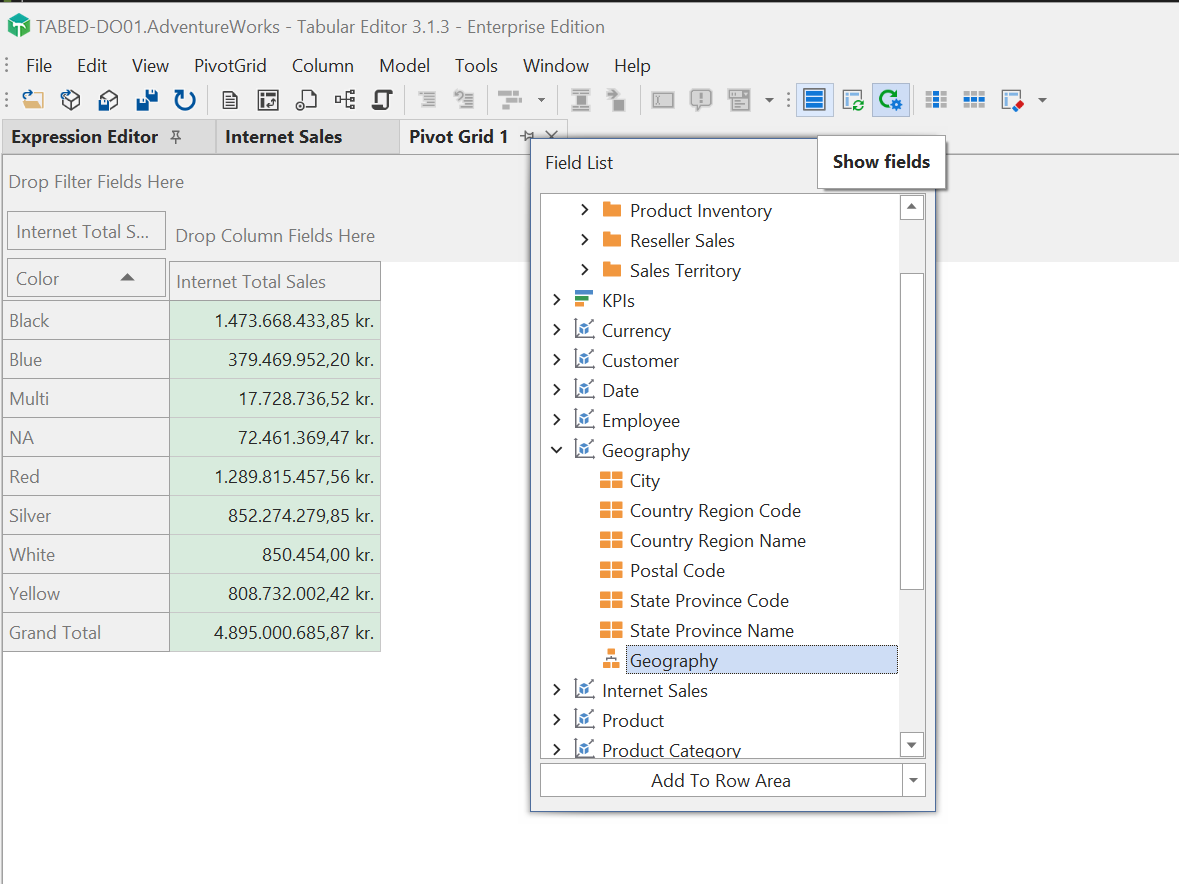 TABED-DO01.AdventureWorks - Tabular Editor 3.1.3 - Enterprise Edition
File Edit View PivotGrid Column Model Tools Window Help
Expression Editor Internet Sales Pivot Grid 1
Show fields
Field List
Drop Filter Fields Here
Internet Total S...
Drop Column Fields Here
Color Internet Total Sales
Black 1.473.668.433,85 kr.
Blue 379.469.952,20 kr.
Multi 17.728.736,52 kr.
NA 72.461.369,47 kr.
Red 1.289.815.457,56 kr.
Silver 852.274.279,85 kr.
White 850.454,00 kr.
Yellow 808.732.002,42 kr.
Grand Total 4.895.000.685,87 kr.
Product Inventory
Reseller Sales
Sales Territory
KPIs
Currency
Customer
Date
Employee
Geography
City
Country Region Code
Country Region Name
Postal Code
State Province Code
State Province Name
Geography
Internet Sales
Product
Product Category
Add To Row Area